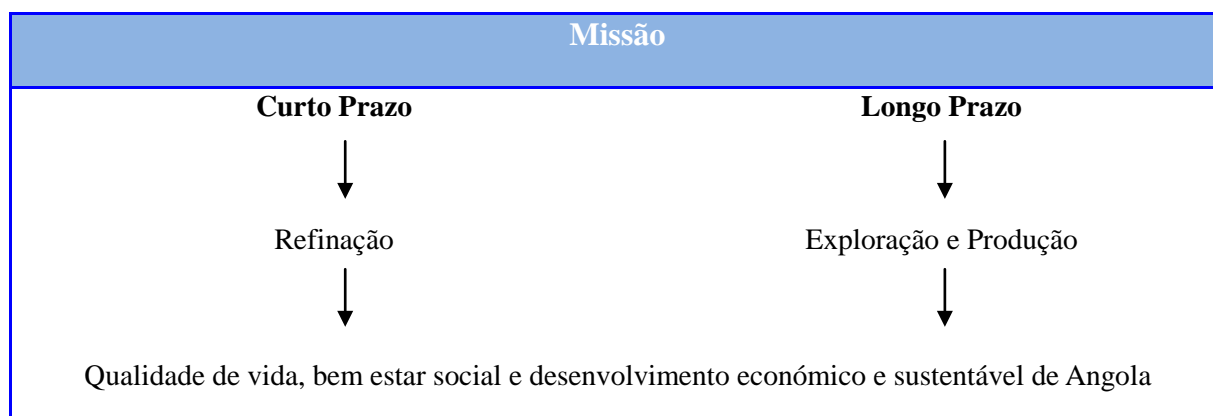 Missão
Curto Prazo
Longo Prazo
Refinação
Exploração e Produção
Qualidade de vida, bem estar social e desenvolvimento económico e sustentável de Angola